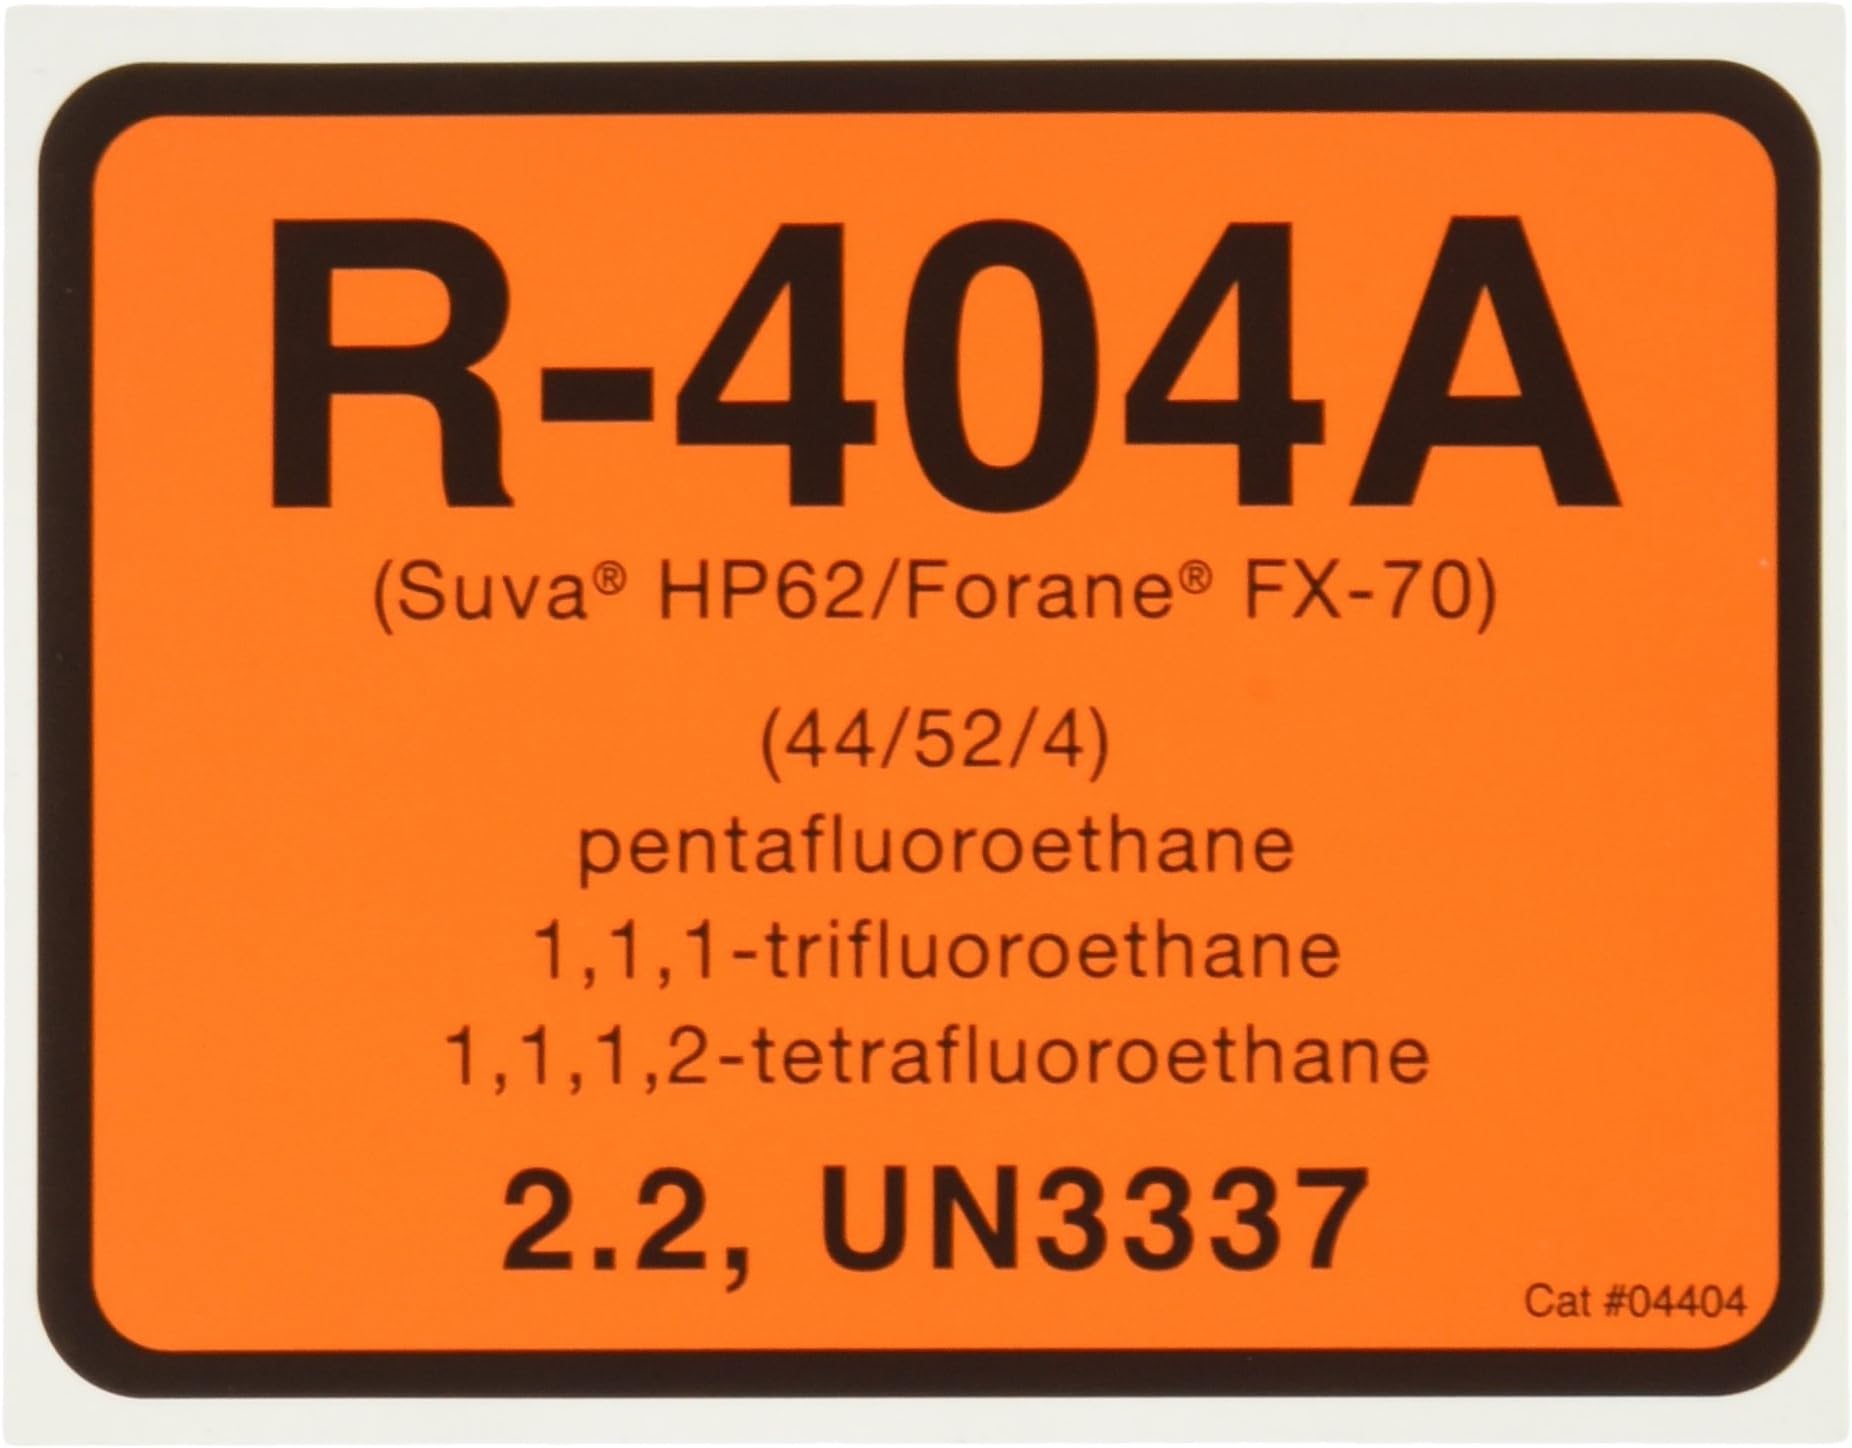 R-404A
(Suva® HP62/Forane® FX-70)
(44/52/4)
pentafluoroethane
1,1,1-trifluoroethane
1,1,1,2-tetrafluoroethane
2.2, UN3337
Cat #04404